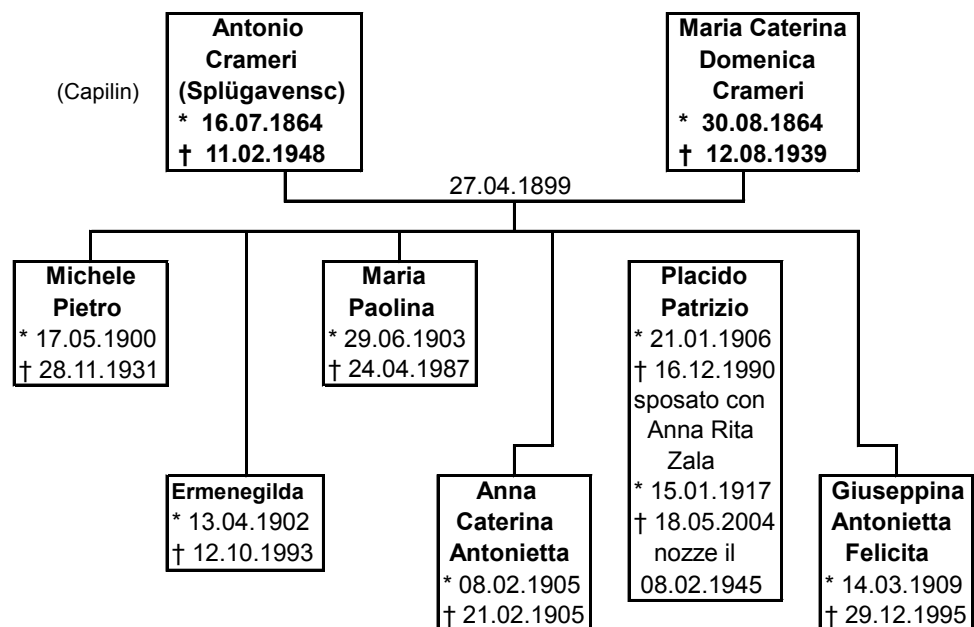 (Capilin)
Antonio
Crameri
(Splügavensc)
* 16.07.1864
† 11.02.1948
Maria Caterina
Domenica
Crameri
* 30.08.1864
† 12.08.1939
27.04.1899
Michele
Pietro
* 17.05.1900
† 28.11.1931
Maria
Paolina
* 29.06.1903
† 24.04.1987
Placido
Patrizio
* 21.01.1906
† 16.12.1990
sposato con
Anna Rita
Zala
* 15.01.1917
† 18.05.2004
nozze il
08.02.1945
Ermenegilda
* 13.04.1902
† 12.10.1993
Anna
Caterina
Antonietta
* 08.02.1905
† 21.02.1905
Giuseppina
Antonietta
Felicita
* 14.03.1909
† 29.12.1995